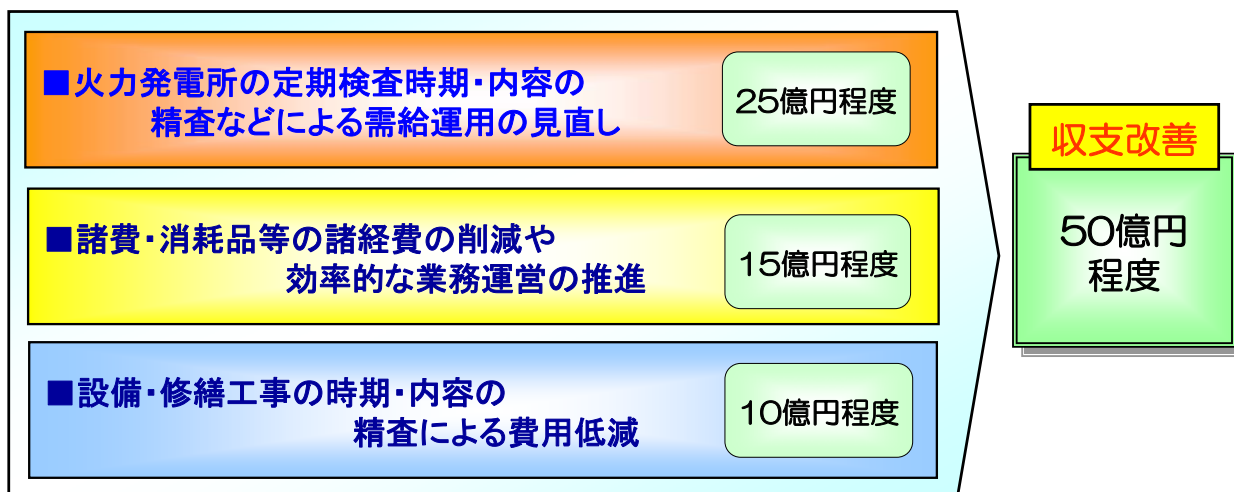 ■火力発電所の定期検査時期・内容の
精査などによる需給運用の見直し
25億円程度
■諸費・消耗品等の諸経費の削減や
効率的な業務運営の推進
15億円程度
■設備・修繕工事の時期・内容の
精査による費用低減
10億円程度
収支改善
50億円
程度